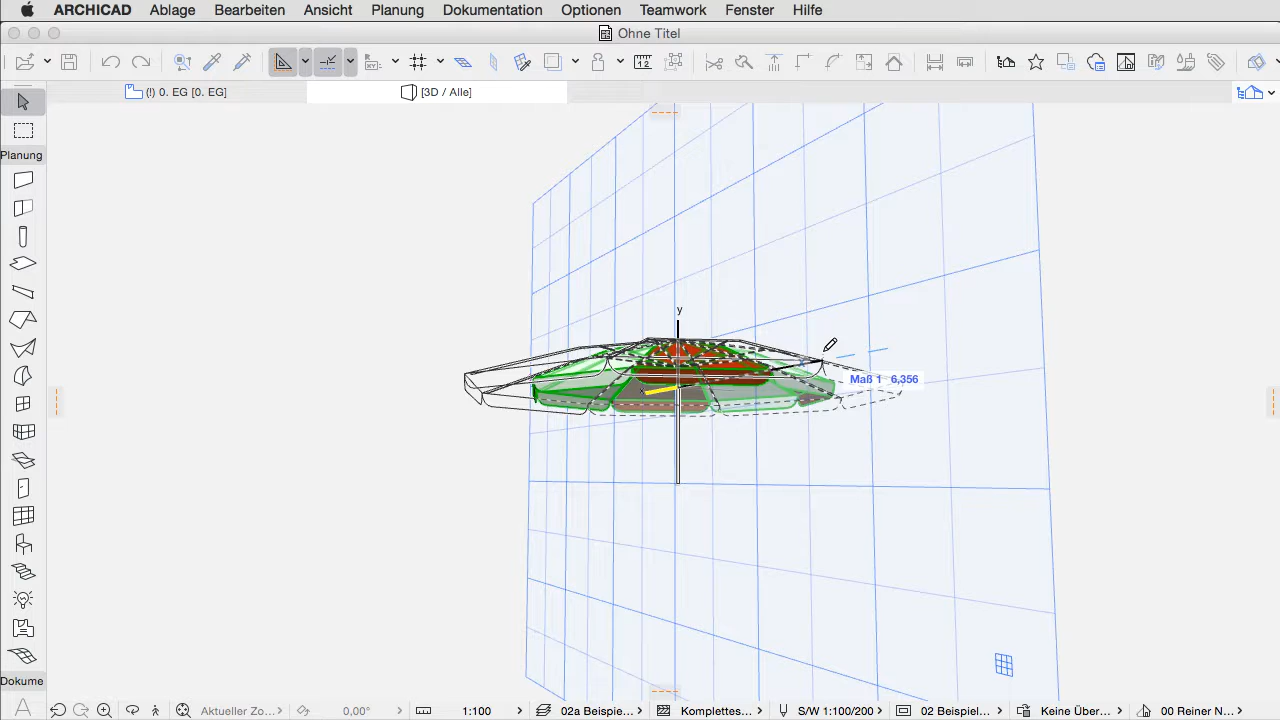 ARCHICAD Ablage Bearbeiten Ansicht Planung Dokumentation Optionen Teamwork Fenster Hilfe
Ohne Titel
(!) 0. EG [0. EG] [3D / Alle]
Planung
y
x
Maß 1 6,356
Dokume
Aktueller Zo... 0,00° 1:100 02a Beispie... Komplettes... S/W 1:100/200 02 Beispiel... Keine Über... 00 Reiner N...